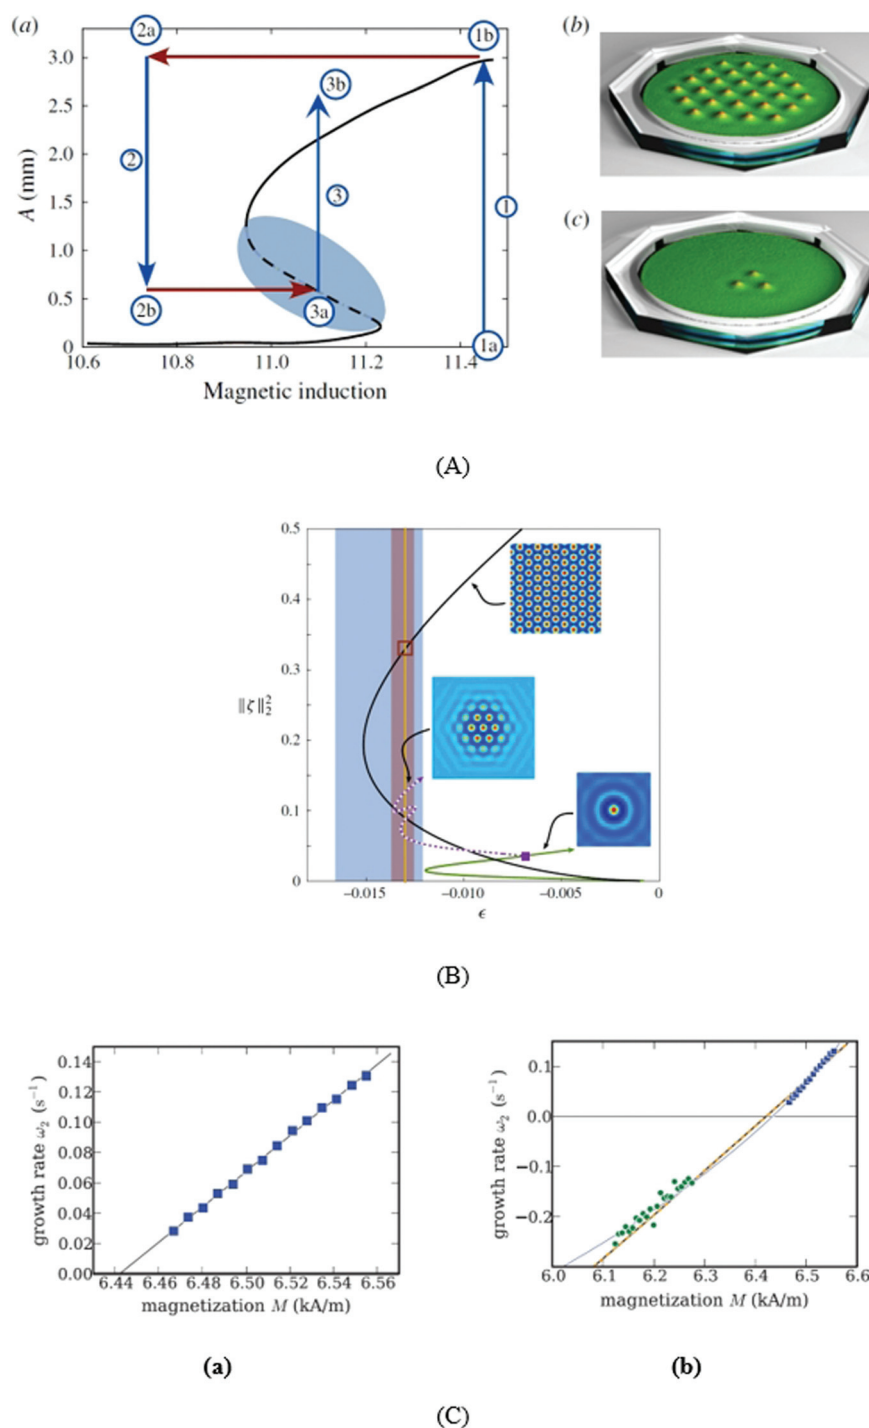 (a)
2a
1b
(b)
3.0
2.5
2.0
1.5
1.0
0.5
0
A (mm)
3b
2
3
1
2b
3a
1a
10.6
10.8
11.0
11.2
11.4
Magnetic induction
(c)
(A)
0.5
0.4
0.3
0.2
0.1
0
‖ζ‖₂²
−0.015
−0.010
−0.005
0
ϵ
(B)
0.14
0.12
0.10
0.08
0.06
0.04
0.02
0.00
growth rate ω₂ (s⁻¹)
6.44 6.46 6.48 6.50 6.52 6.54 6.56
magnetization M (kA/m)
(a)
0.1
0.0
−0.1
−0.2
growth rate ω₂ (s⁻¹)
6.0 6.1 6.2 6.3 6.4 6.5 6.6
magnetization M (kA/m)
(b)
(C)